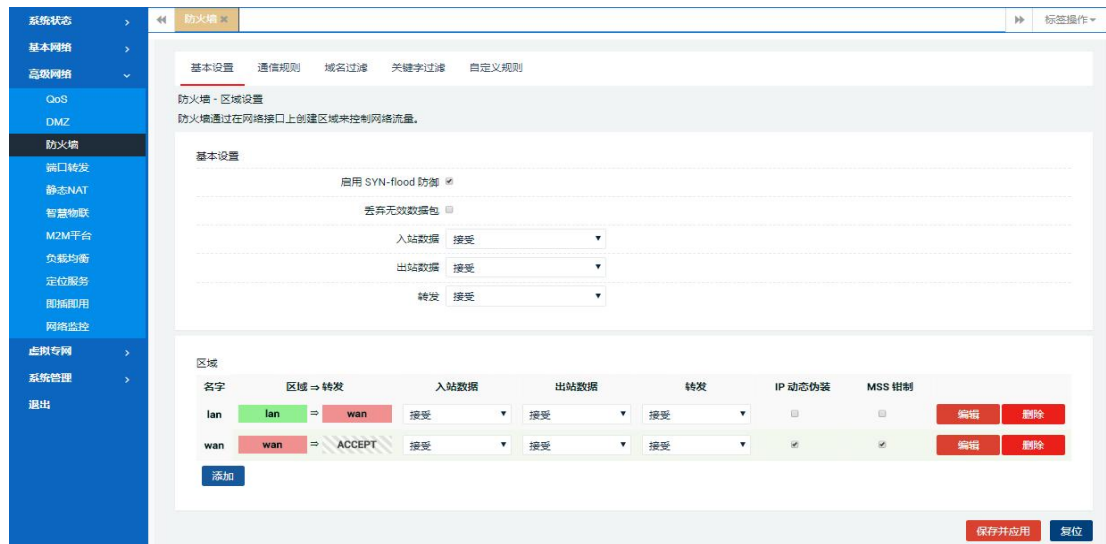 系统状态
基本网络
高级网络
QoS
DMZ
防火墙
端口转发
静态NAT
智慧物联
M2M平台
负载均衡
定位服务
即插即用
网络监控
虚拟专网
系统管理
退出
防火墙 标签操作
基本设置 通信规则 域名过滤 关键字过滤 自定义规则
防火墙 - 区域设置
防火墙通过在网络接口上创建区域来控制网络流量。
基本设置
启用 SYN-flood 防御
丢弃无效数据包
入站数据 接受
出站数据 接受
转发 接受
区域
名字 区域 ⇒ 转发 入站数据 出站数据 转发 IP 动态伪装 MSS 钳制
lan lan ⇒ wan 接受 接受 接受 编辑 删除
wan wan ⇒ ACCEPT 接受 接受 接受 编辑 删除
添加
保存并应用 复位